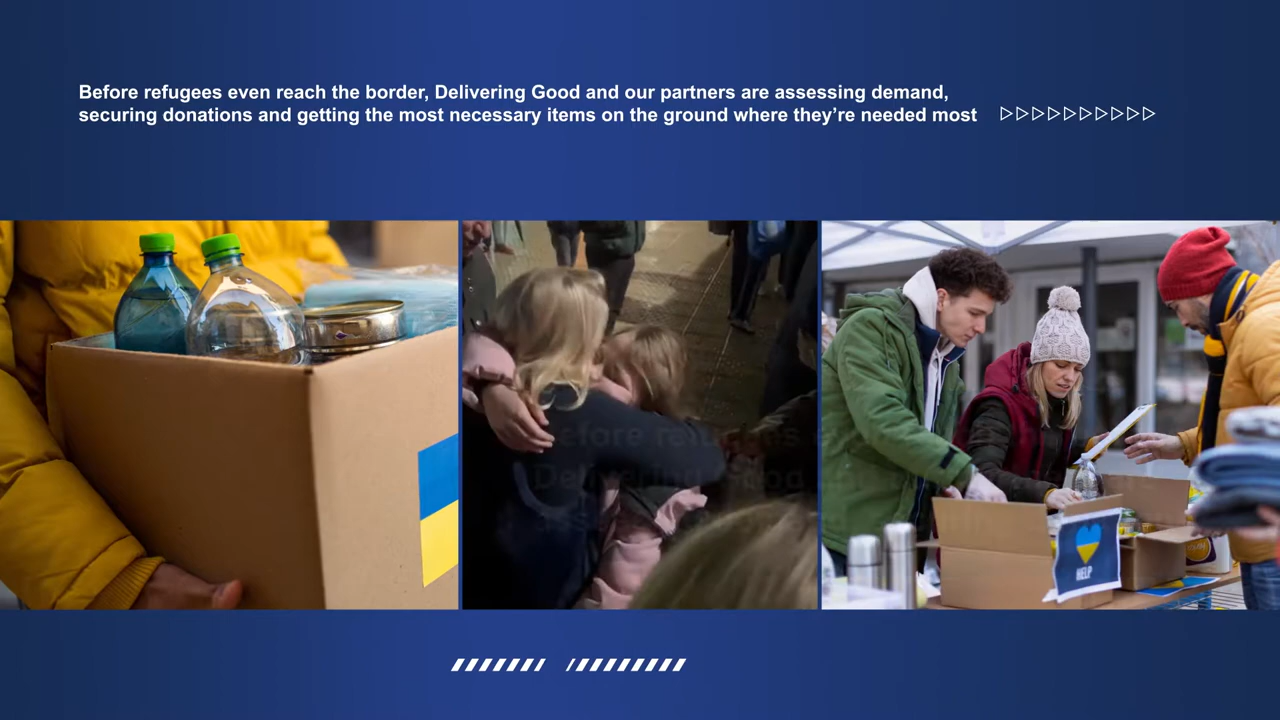 Before refugees even reach the border, Delivering Good and our partners are assessing demand,
securing donations and getting the most necessary items on the ground where they’re needed most
HELP